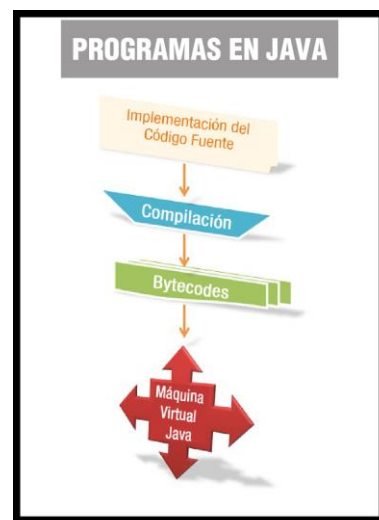 PROGRAMAS EN JAVA
Implementación del
Código Fuente
Compilación
Bytecodes
Máquina
Virtual
Java